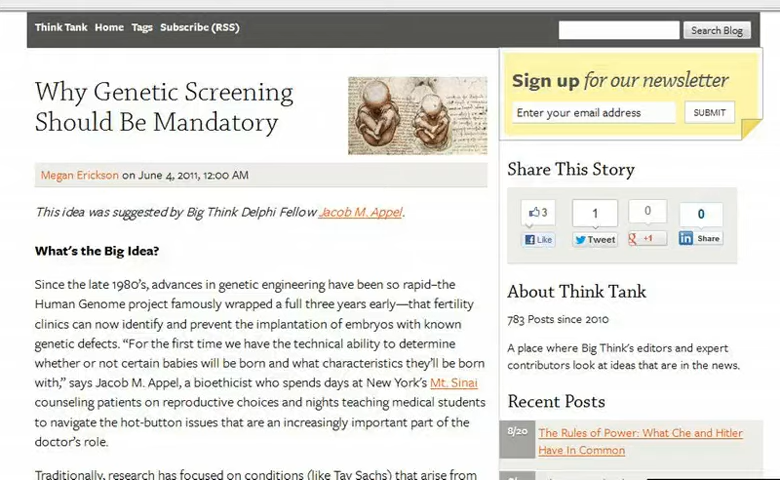 Think Tank Home Tags Subscribe (RSS)
Search Blog
Why Genetic Screening
Should Be Mandatory
Megan Erickson on June 4, 2011, 12:00 AM
This idea was suggested by Big Think Delphi Fellow Jacob M. Appel.
What's the Big Idea?
Since the late 1980's, advances in genetic engineering have been so rapid–the
Human Genome project famously wrapped a full three years early—that fertility
clinics can now identify and prevent the implantation of embryos with known
genetic defects. “For the first time we have the technical ability to determine
whether or not certain babies will be born and what characteristics they’ll be born
with,” says Jacob M. Appel, a bioethicist who spends days at New York’s Mt. Sinai
counseling patients on reproductive choices and nights teaching medical students
to navigate the hot-button issues that are an increasingly important part of the
doctor’s role.
Traditionally, research has focused on conditions (like Tay Sachs) that arise from
Sign up for our newsletter
Enter your email address SUBMIT
Share This Story
3 1 0 0
Like Tweet +1 Share
About Think Tank
783 Posts since 2010
A place where Big Think's editors and expert
contributors look at ideas that are in the news.
Recent Posts
8/20 The Rules of Power: What Che and Hitler
Have In Common